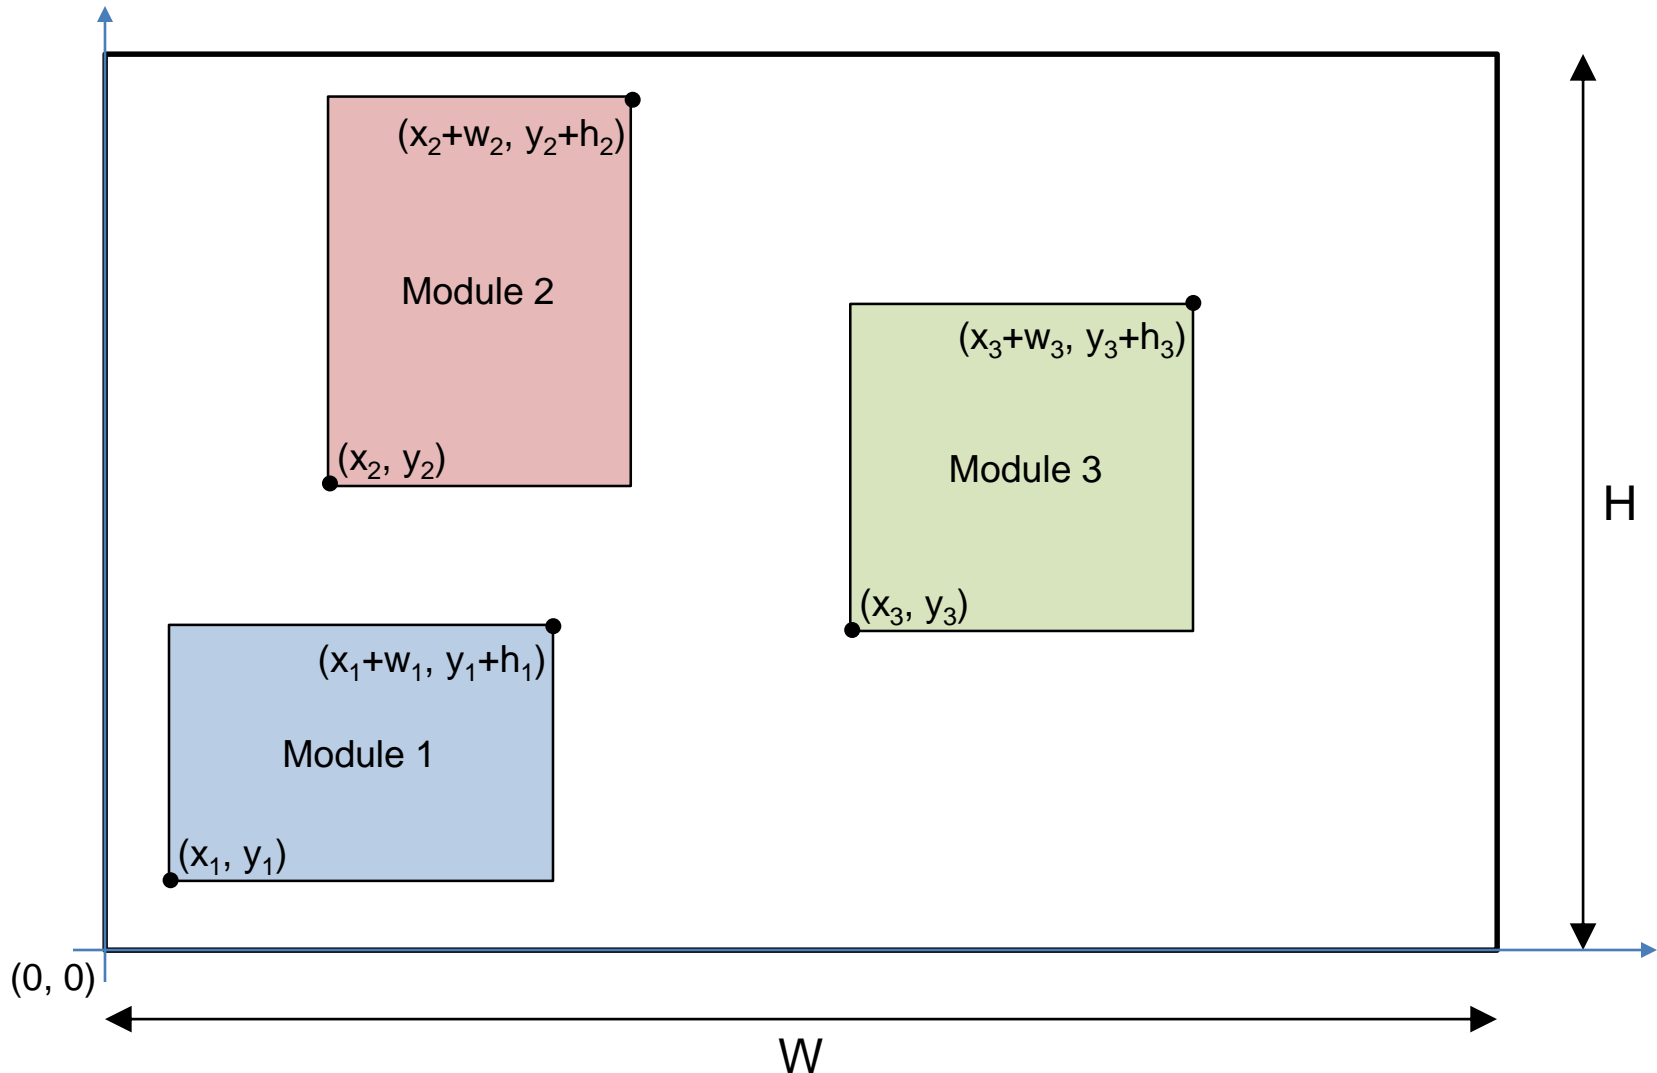 (x₂+w₂, y₂+h₂)
Module 2
(x₂, y₂)
(x₃+w₃, y₃+h₃)
Module 3
(x₃, y₃)
H
(x₁+w₁, y₁+h₁)
Module 1
(x₁, y₁)
(0, 0)
W